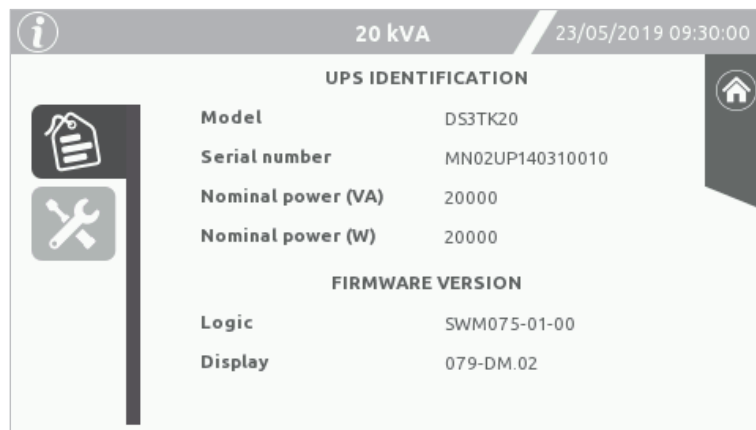 i 20 kVA 23/05/2019 09:30:00
UPS IDENTIFICATION
Model DS3TK20
Serial number MN02UP140310010
Nominal power (VA) 20000
Nominal power (W) 20000
FIRMWARE VERSION
Logic SWM075-01-00
Display 079-DM.02